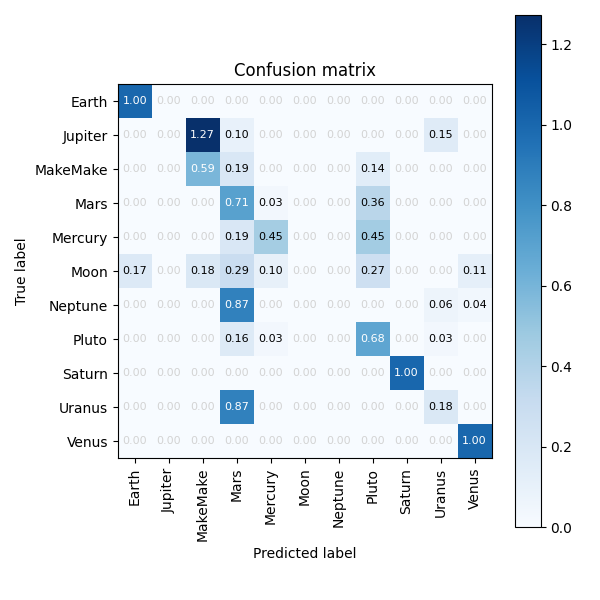 Confusion matrix
Earth 1.00 0.00 0.00 0.00 0.00 0.00 0.00 0.00 0.00 0.00 0.00
Jupiter 0.00 0.00 1.27 0.10 0.00 0.00 0.00 0.00 0.00 0.15 0.00
MakeMake 0.00 0.00 0.59 0.19 0.00 0.00 0.00 0.14 0.00 0.00 0.00
Mars 0.00 0.00 0.00 0.71 0.03 0.00 0.00 0.36 0.00 0.00 0.00
Mercury 0.00 0.00 0.00 0.19 0.45 0.00 0.00 0.45 0.00 0.00 0.00
Moon 0.17 0.00 0.18 0.29 0.10 0.00 0.00 0.27 0.00 0.00 0.11
Neptune 0.00 0.00 0.00 0.87 0.00 0.00 0.00 0.00 0.00 0.06 0.04
Pluto 0.00 0.00 0.00 0.16 0.03 0.00 0.00 0.68 0.00 0.03 0.00
Saturn 0.00 0.00 0.00 0.00 0.00 0.00 0.00 0.00 1.00 0.00 0.00
Uranus 0.00 0.00 0.00 0.87 0.00 0.00 0.00 0.00 0.00 0.18 0.00
Venus 0.00 0.00 0.00 0.00 0.00 0.00 0.00 0.00 0.00 0.00 1.00
True label
Earth Jupiter MakeMake Mars Mercury Moon Neptune Pluto Saturn Uranus Venus
Predicted label
1.2
1.0
0.8
0.6
0.4
0.2
0.0